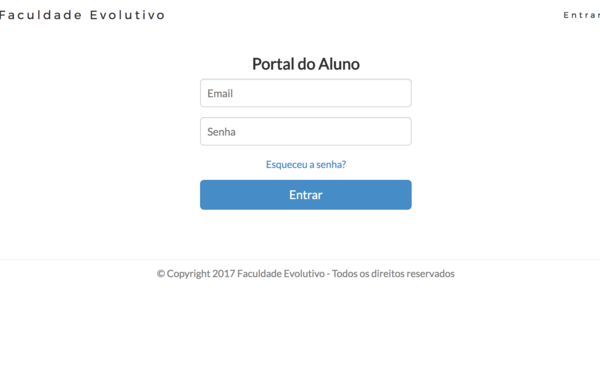 Faculdade Evolutivo
Entrar
Portal do Aluno
Email
Senha
Esqueceu a senha?
Entrar
© Copyright 2017 Faculdade Evolutivo - Todos os direitos reservados